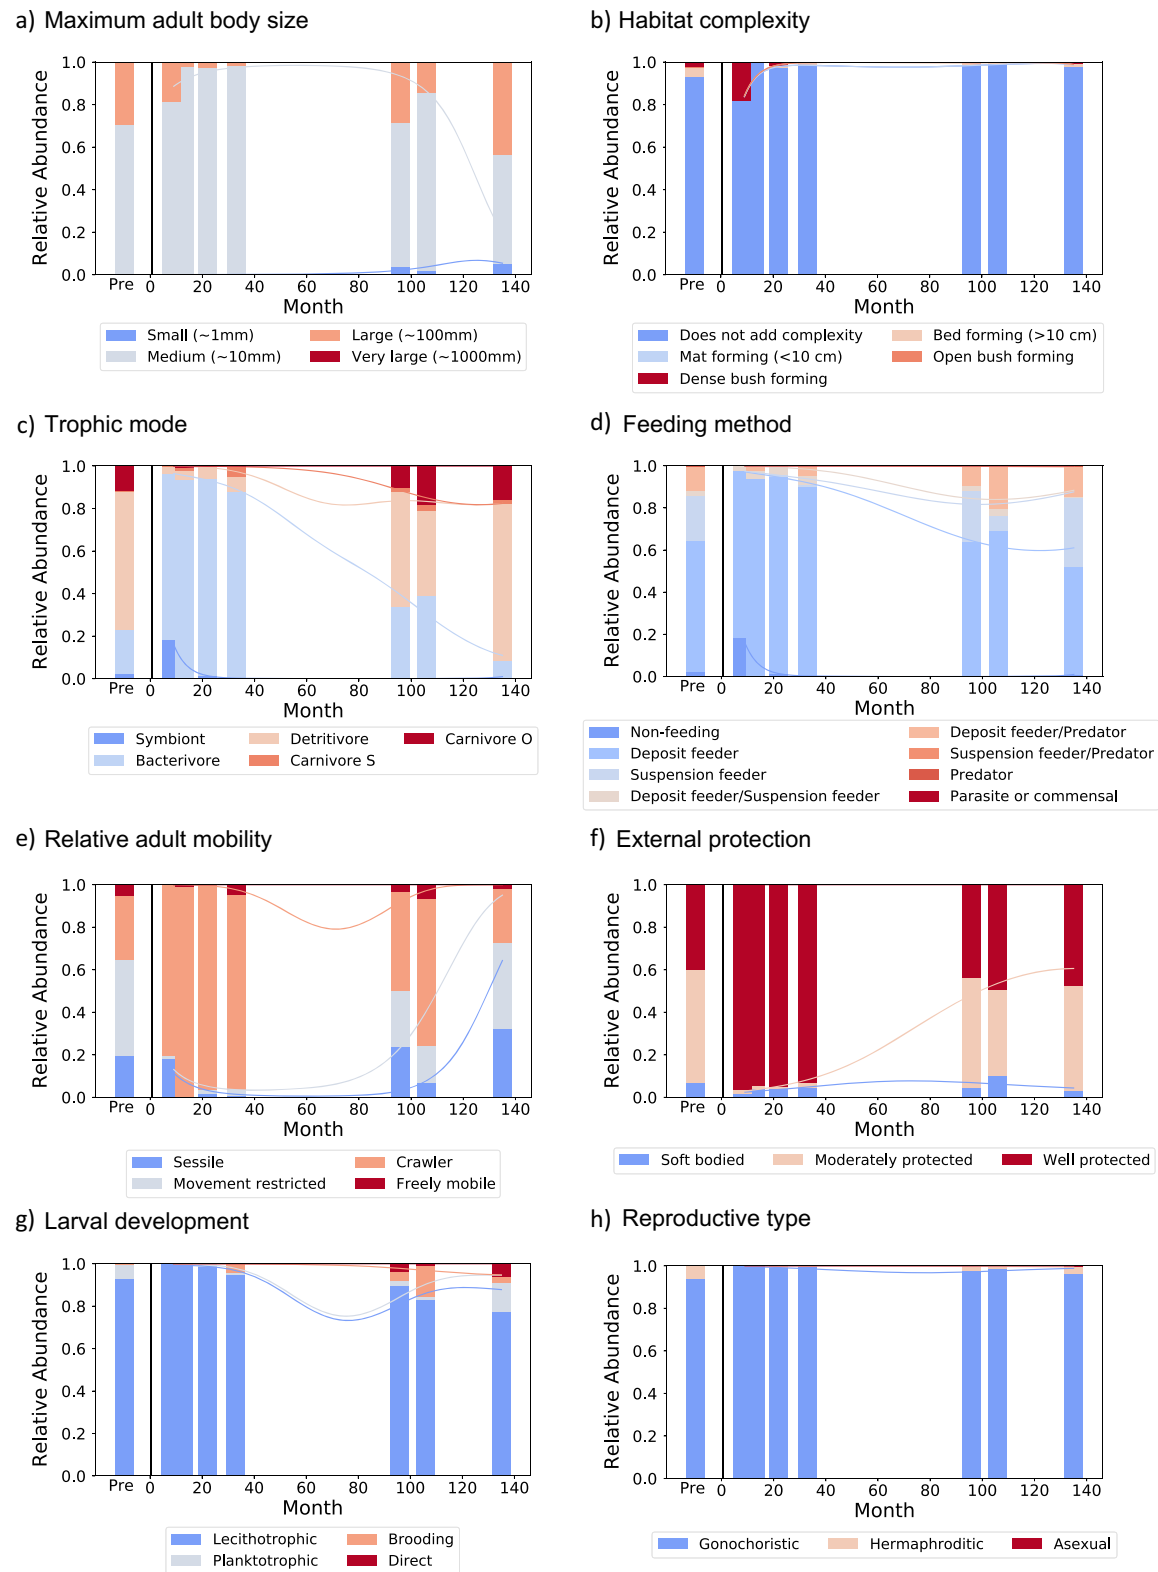 a) Maximum adult body size
b) Habitat complexity
1.0
0.8
0.6
0.4
0.2
0.0
Relative Abundance
Pre 0 20 40 60 80 100 120 140
Month
Small (~1mm) Large (~100mm)
Medium (~10mm) Very large (~1000mm)
1.0
0.8
0.6
0.4
0.2
0.0
Relative Abundance
Pre 0 20 40 60 80 100 120 140
Month
Does not add complexity Bed forming (>10 cm)
Mat forming (<10 cm) Open bush forming
Dense bush forming
c) Trophic mode
d) Feeding method
1.0
0.8
0.6
0.4
0.2
0.0
Relative Abundance
Pre 0 20 40 60 80 100 120 140
Month
Symbiont Detritivore Carnivore O
Bacterivore Carnivore S
1.0
0.8
0.6
0.4
0.2
0.0
Relative Abundance
Pre 0 20 40 60 80 100 120 140
Month
Non-feeding Deposit feeder/Predator
Deposit feeder Suspension feeder/Predator
Suspension feeder Predator
Deposit feeder/Suspension feeder Parasite or commensal
e) Relative adult mobility
f) External protection
1.0
0.8
0.6
0.4
0.2
0.0
Relative Abundance
Pre 0 20 40 60 80 100 120 140
Month
Sessile Crawler
Movement restricted Freely mobile
1.0
0.8
0.6
0.4
0.2
0.0
Relative Abundance
Pre 0 20 40 60 80 100 120 140
Month
Soft bodied Moderately protected Well protected
g) Larval development
h) Reproductive type
1.0
0.8
0.6
0.4
0.2
0.0
Relative Abundance
Pre 0 20 40 60 80 100 120 140
Month
Lecithotrophic Brooding
Planktotrophic Direct
1.0
0.8
0.6
0.4
0.2
0.0
Relative Abundance
Pre 0 20 40 60 80 100 120 140
Month
Gonochoristic Hermaphroditic Asexual